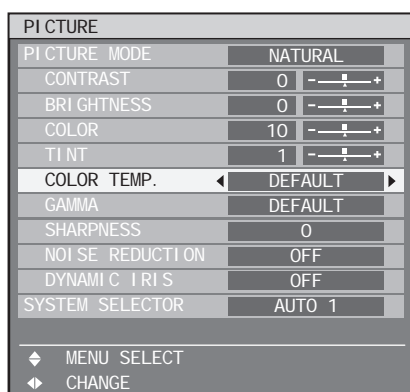 PICTURE
PICTURE MODE NATURAL
CONTRAST 0 - +
BRIGHTNESS 0 - +
COLOR 10 - +
TINT 1 - +
COLOR TEMP. ◀ DEFAULT ▶
GAMMA DEFAULT
SHARPNESS 0
NOISE REDUCTION OFF
DYNAMIC IRIS OFF
SYSTEM SELECTOR AUTO 1
MENU SELECT
CHANGE